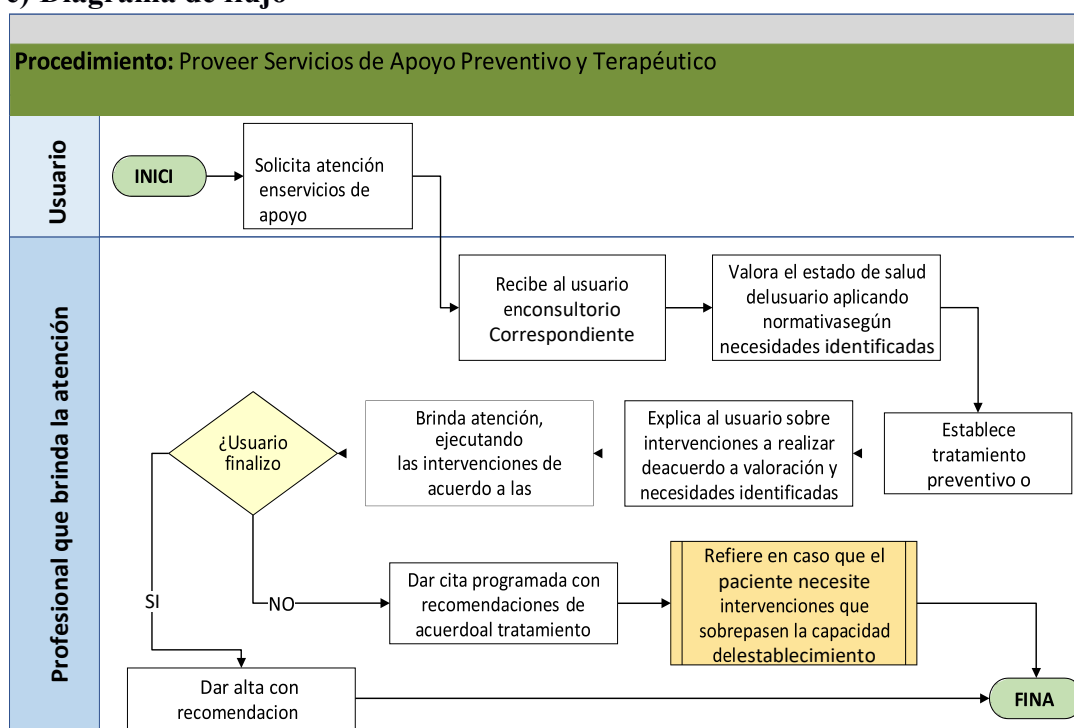 c) Diagrama de flujo
Procedimiento: Proveer Servicios de Apoyo Preventivo y Terapéutico
Usuario
INICI
Solicita atención
enservicios de
apoyo
Profesional que brinda la atención
Recibe al usuario
enconsultorio
Correspondiente
Valora el estado de salud
delusuario aplicando
normativasegún
necesidades identificadas
Establece
tratamiento
preventivo o
Explica al usuario sobre
intervenciones a realizar
deacuerdo a valoración y
necesidades identificadas
Brinda atención,
ejecutando
las intervenciones de
acuerdo a las
¿Usuario
finalizo
SI
NO
Dar cita programada con
recomendaciones de
acuerdoal tratamiento
Refiere en caso que el
paciente necesite
intervenciones que
sobrepasen la capacidad
delestablecimiento
Dar alta con
recomendacion
FINA